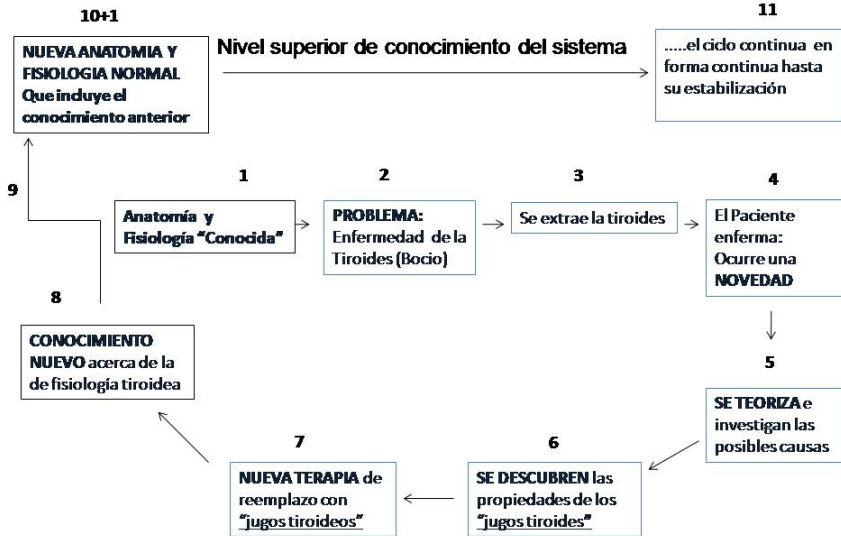 10+1
NUEVA ANATOMIA Y
FISIOLOGIA NORMAL
Que incluye el
conocimiento anterior
Nivel superior de conocimiento del sistema
11
.....el ciclo continua en
forma continua hasta
su estabilización
9
1
Anatomía y
Fisiología “Conocida”
2
PROBLEMA:
Enfermedad de la
Tiroides (Bocio)
3
Se extrae la tiroides
4
El Paciente
enferma:
Ocurre una
NOVEDAD
5
SE TEORIZA e
investigan las
posibles causas
6
SE DESCUBREN las
propiedades de los
“jugos tiroides”
7
NUEVA TERAPIA de
reemplazo con
“jugos tiroideos”
8
CONOCIMIENTO
NUEVO acerca de la
de fisiología tiroidea